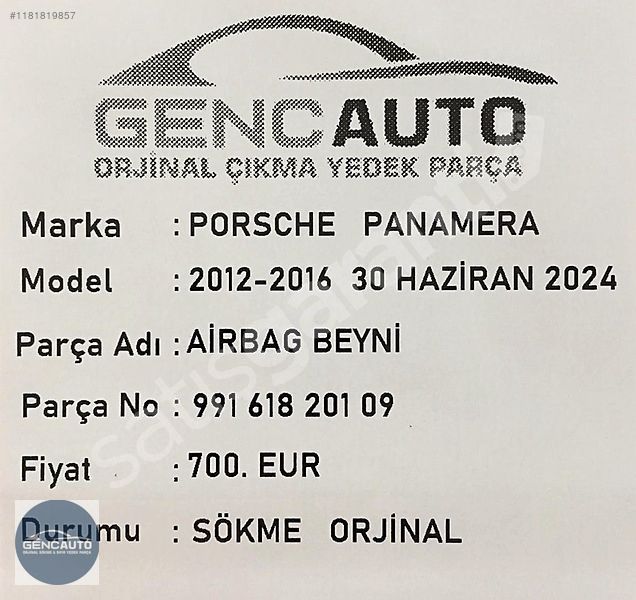 #1181819857
GENCAUTO
ORJİNAL ÇIKMA YEDEK PARÇA
Marka : PORSCHE PANAMERA
Model : 2012-2016 30 HAZİRAN 2024
Parça Adı : AİRBAG BEYNİ
Parça No : 991 618 201 09
Fiyat : 700. EUR
Durumu : SÖKME ORJİNAL
GENCAUTO